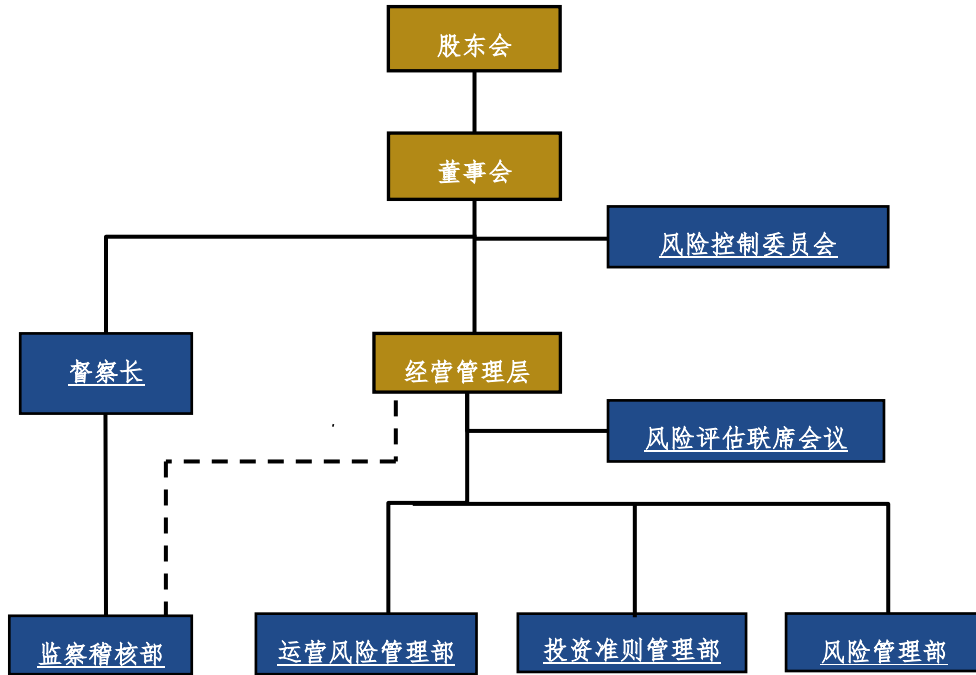 股东会
董事会
风险控制委员会
督察长
经营管理层
风险评估联席会议
监察稽核部
运营风险管理部
投资准则管理部
风险管理部